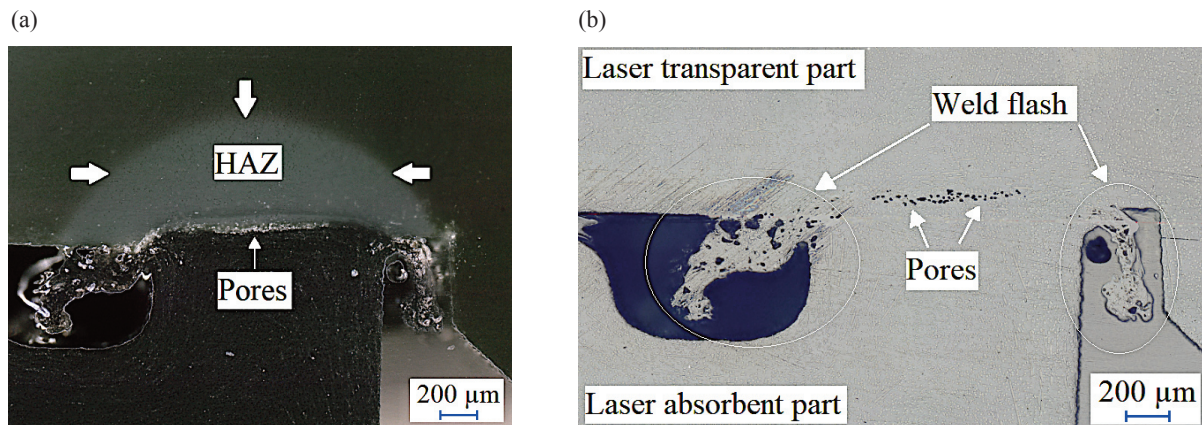 (a)
(b)
HAZ
Pores
200 µm
Laser transparent part
Weld flash
Pores
Laser absorbent part
200 µm